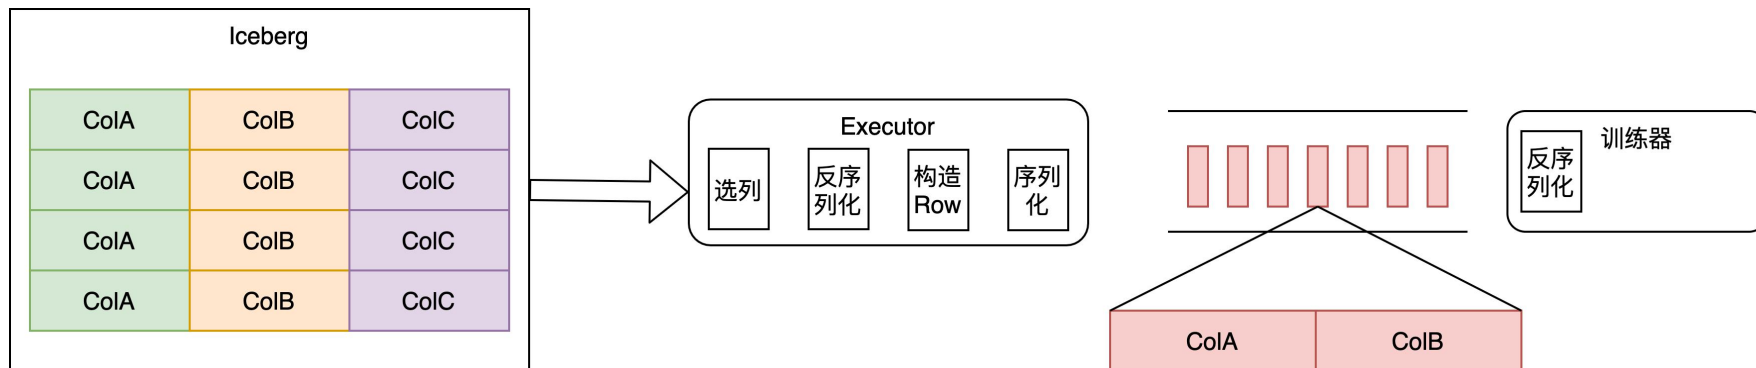 Iceberg
ColA ColB ColC
ColA ColB ColC
ColA ColB ColC
ColA ColB ColC
Executor
选列
反序
列化
构造
Row
序列
化
反序
列化
训练器
ColA ColB